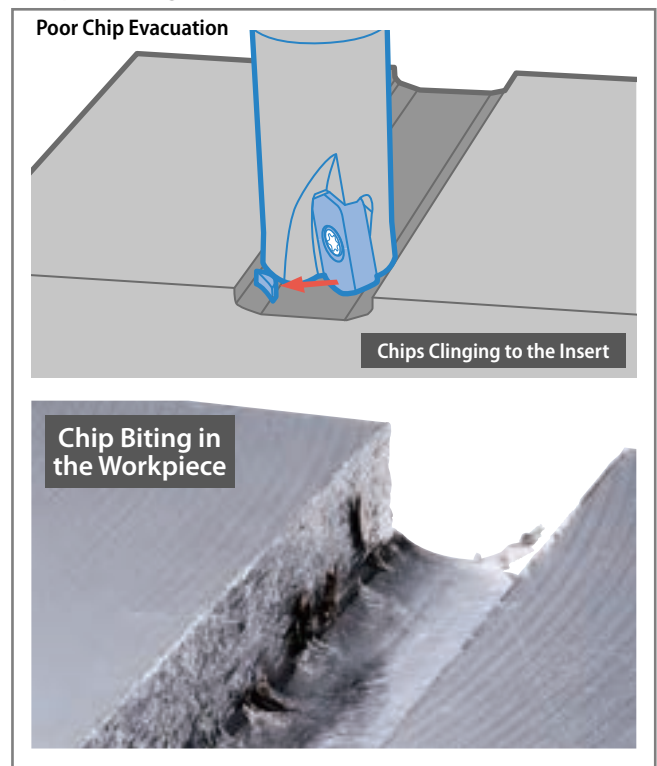 Poor Chip Evacuation
Chips Clinging to the Insert
Chip Biting in
the Workpiece